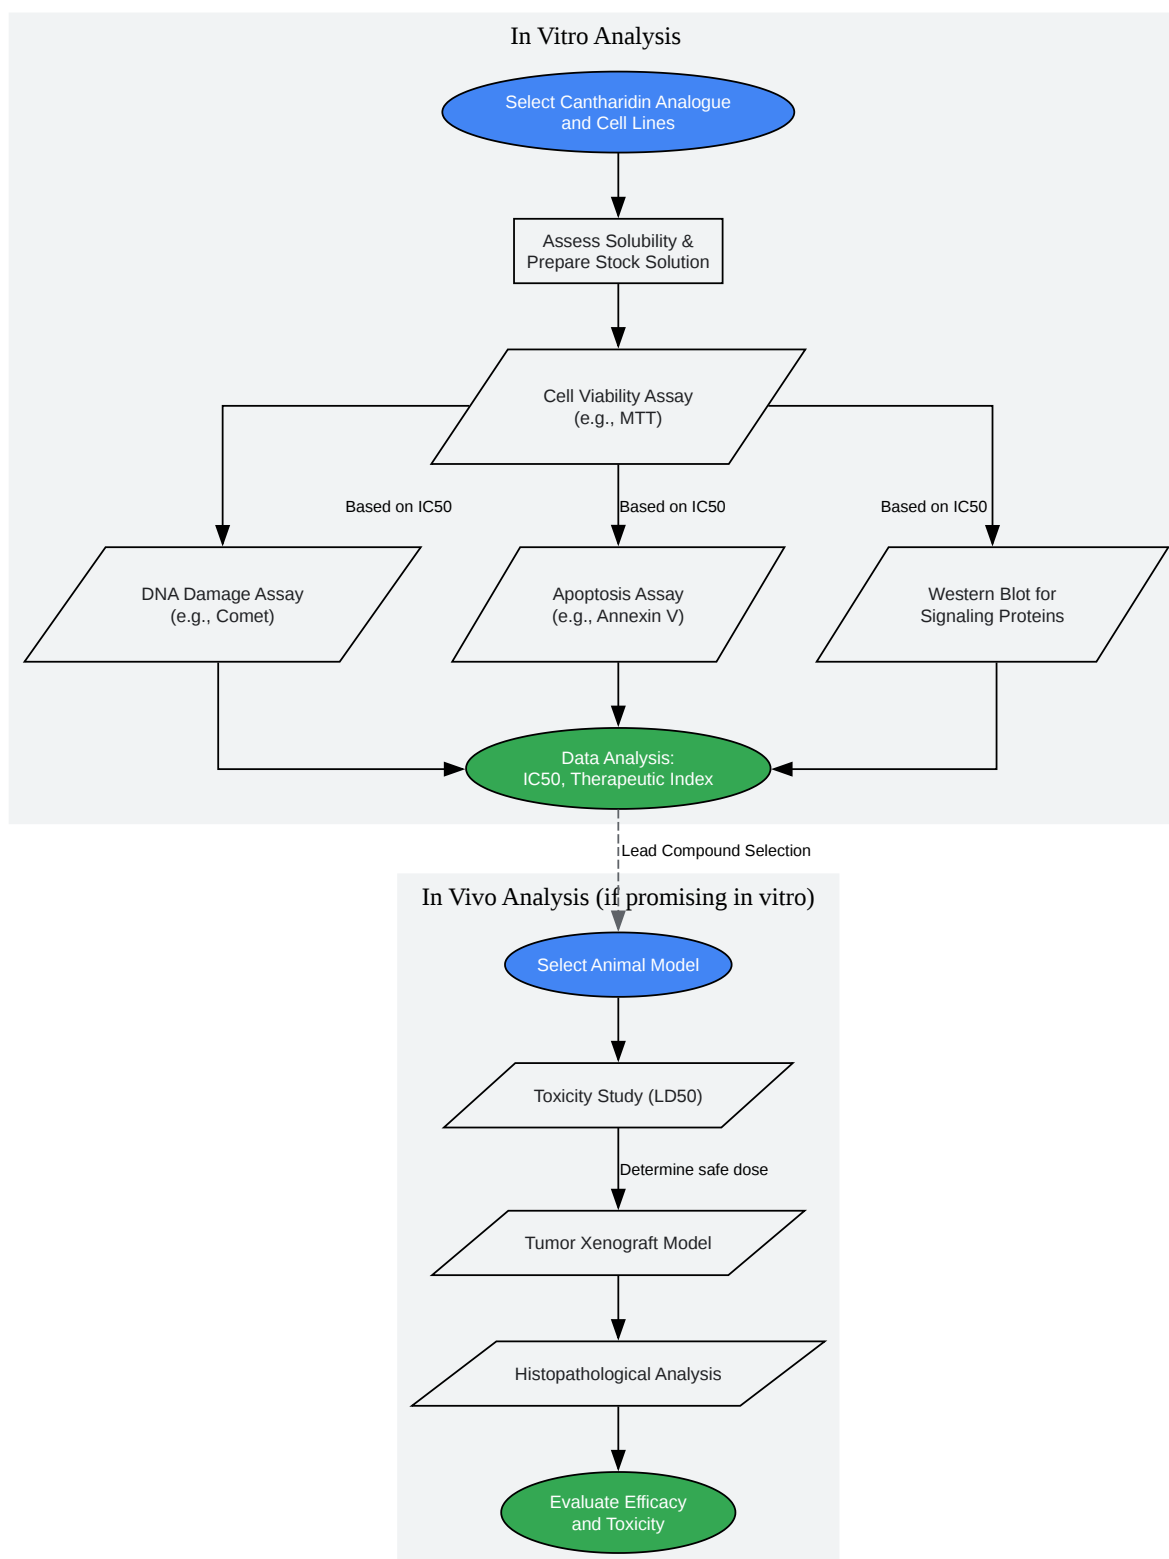 In Vitro Analysis
Select Cantharidin Analogue
and Cell Lines
Assess Solubility &
Prepare Stock Solution
Cell Viability Assay
(e.g., MTT)
Based on IC50
Based on IC50
Based on IC50
DNA Damage Assay
(e.g., Comet)
Apoptosis Assay
(e.g., Annexin V)
Western Blot for
Signaling Proteins
Data Analysis:
IC50, Therapeutic Index
Lead Compound Selection
In Vivo Analysis (if promising in vitro)
Select Animal Model
Toxicity Study (LD50)
Determine safe dose
Tumor Xenograft Model
Histopathological Analysis
Evaluate Efficacy
and Toxicity